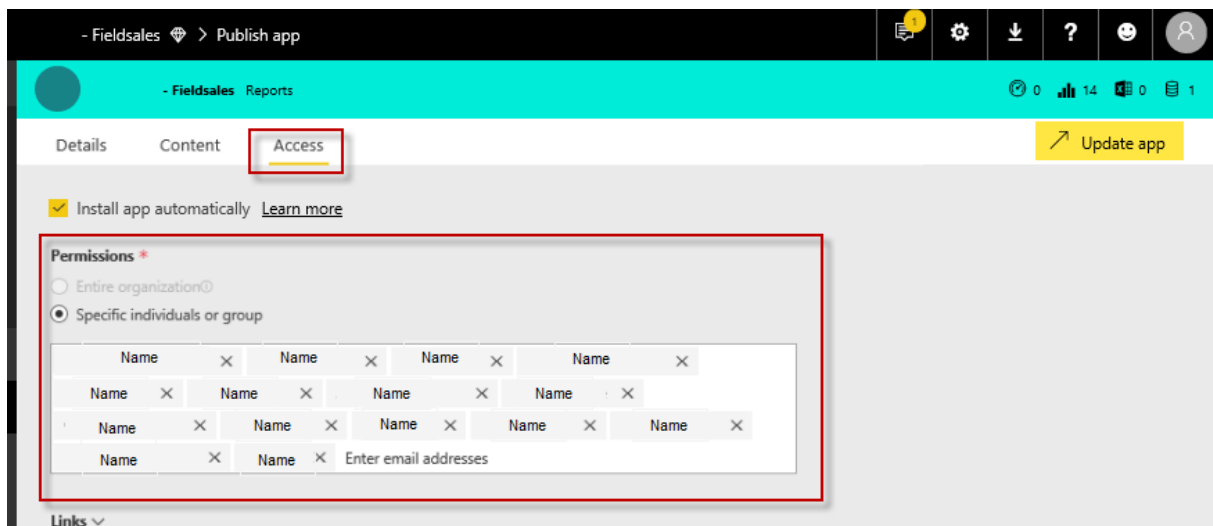 - Fieldsales > Publish app 1 ?
- Fieldsales Reports 0 14 0 1
Details Content Access Update app
Install app automatically Learn more
Permissions *
Entire organization
Specific individuals or group
Name Name Name Name
Name Name Name Name
Name Name Name Name Name
Name Name Enter email addresses
Links